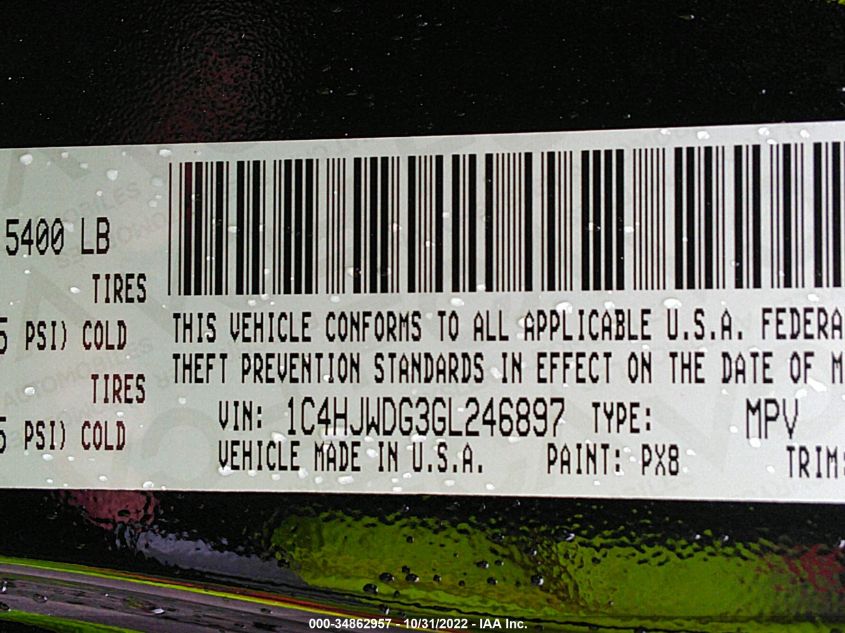 5400 LB
TIRES
5 PSI) COLD
TIRES
5 PSI) COLD
THIS VEHICLE CONFORMS TO ALL APPLICABLE U.S.A. FEDERA
THEFT PREVENTION STANDARDS IN EFFECT ON THE DATE OF M
VIN: 1C4HJWDG3GL246897 TYPE: MPV
VEHICLE MADE IN U.S.A. PAINT: PX8 TRIM:
000-34862957 - 10/31/2022 - IAA Inc.